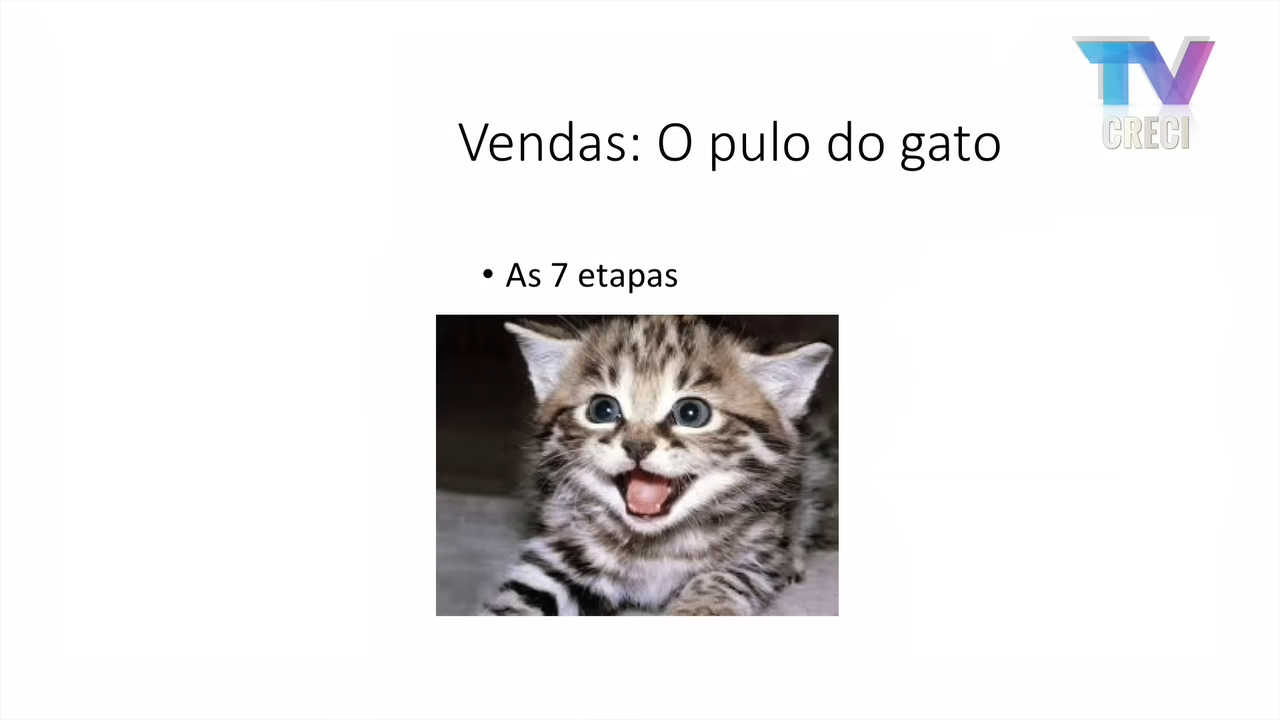 TV
CRECI
Vendas: O pulo do gato
• As 7 etapas